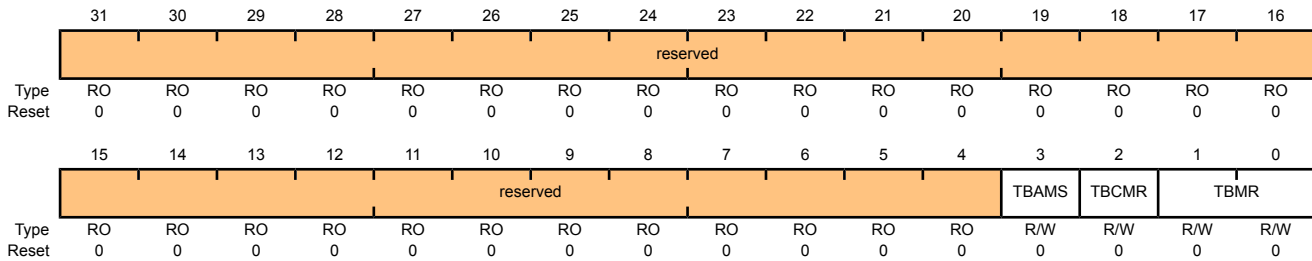 31 30 29 28 27 26 25 24 23 22 21 20 19 18 17 16
reserved
Type RO RO RO RO RO RO RO RO RO RO RO RO RO RO RO RO
Reset 0 0 0 0 0 0 0 0 0 0 0 0 0 0 0 0
15 14 13 12 11 10 9 8 7 6 5 4 3 2 1 0
reserved TBAMS TBCMR TBMR
Type RO RO RO RO RO RO RO RO RO RO RO RO R/W R/W R/W R/W
Reset 0 0 0 0 0 0 0 0 0 0 0 0 0 0 0 0